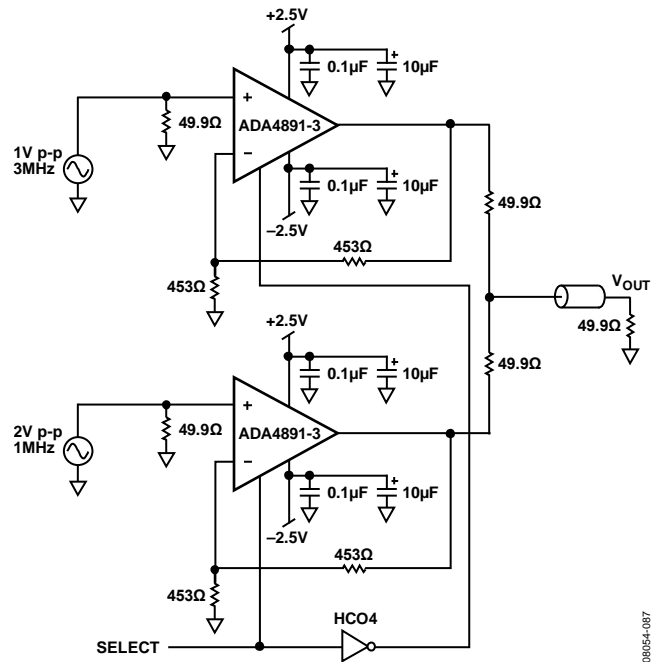 +2.5V
0.1µF
+
10µF
+
ADA4891-3
−
49.9Ω
1V p-p
3MHz
0.1µF
+
10µF
−2.5V
49.9Ω
453Ω
453Ω
VOUT
49.9Ω
+2.5V
0.1µF
+
10µF
49.9Ω
+
ADA4891-3
−
49.9Ω
2V p-p
1MHz
0.1µF
+
10µF
−2.5V
453Ω
453Ω
HCO4
SELECT
08054-087